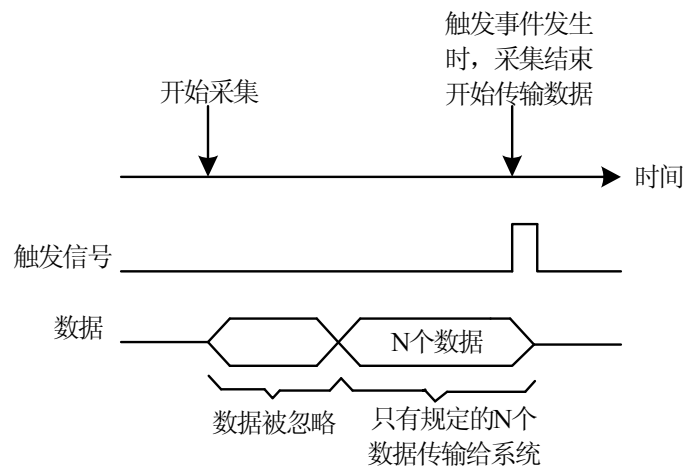 触发事件发生
时，采集结束
开始传输数据
开始采集
时间
触发信号
数据
N个数据
数据被忽略
只有规定的N个
数据传输给系统